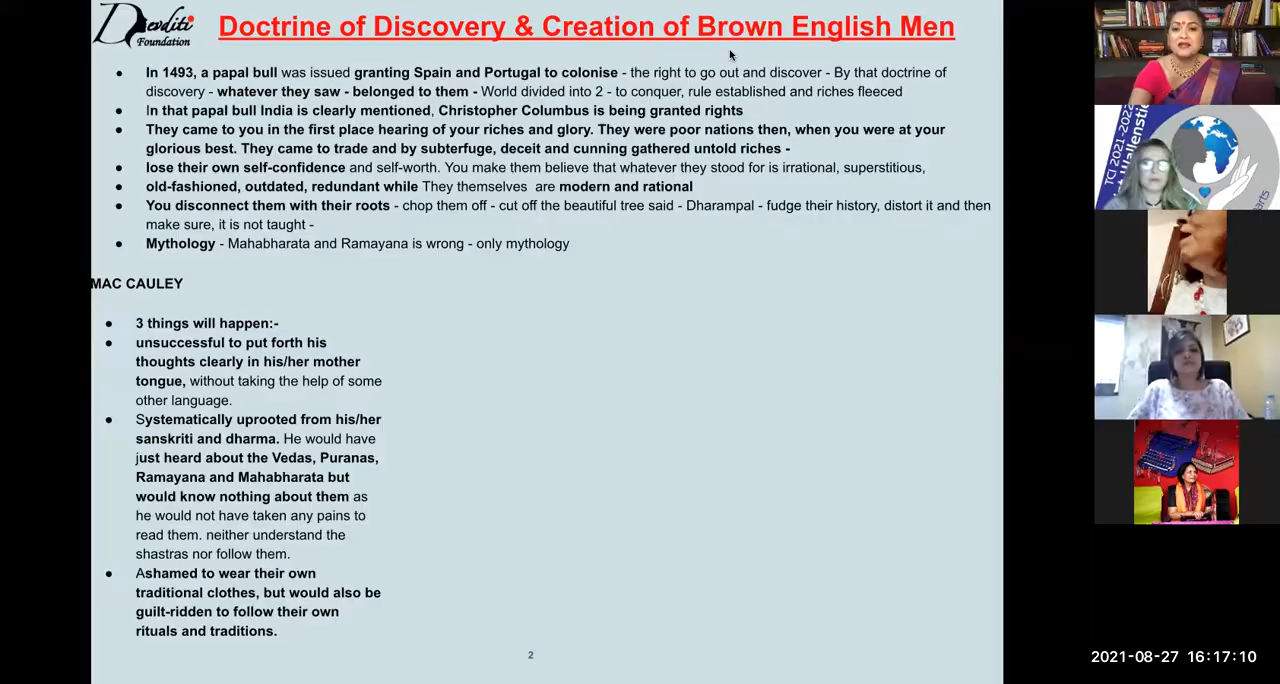 Devditi
Foundation
Doctrine of Discovery & Creation of Brown English Men
● In 1493, a papal bull was issued granting Spain and Portugal to colonise - the right to go out and discover - By that doctrine of
discovery - whatever they saw - belonged to them - World divided into 2 - to conquer, rule established and riches fleeced
● In that papal bull India is clearly mentioned, Christopher Columbus is being granted rights
● They came to you in the first place hearing of your riches and glory. They were poor nations then, when you were at your
glorious best. They came to trade and by subterfuge, deceit and cunning gathered untold riches -
● lose their own self-confidence and self-worth. You make them believe that whatever they stood for is irrational, superstitious,
● old-fashioned, outdated, redundant while They themselves are modern and rational
● You disconnect them with their roots - chop them off - cut off the beautiful tree said - Dharampal - fudge their history, distort it and then
make sure, it is not taught -
● Mythology - Mahabharata and Ramayana is wrong - only mythology
MAC CAULEY
● 3 things will happen:-
● unsuccessful to put forth his
thoughts clearly in his/her mother
tongue, without taking the help of some
other language.
● Systematically uprooted from his/her
sanskriti and dharma. He would have
just heard about the Vedas, Puranas,
Ramayana and Mahabharata but
would know nothing about them as
he would not have taken any pains to
read them. neither understand the
shastras nor follow them.
● Ashamed to wear their own
traditional clothes, but would also be
guilt-ridden to follow their own
rituals and traditions.
2
TCI 2021-2022
2021-08-27 16:17:10